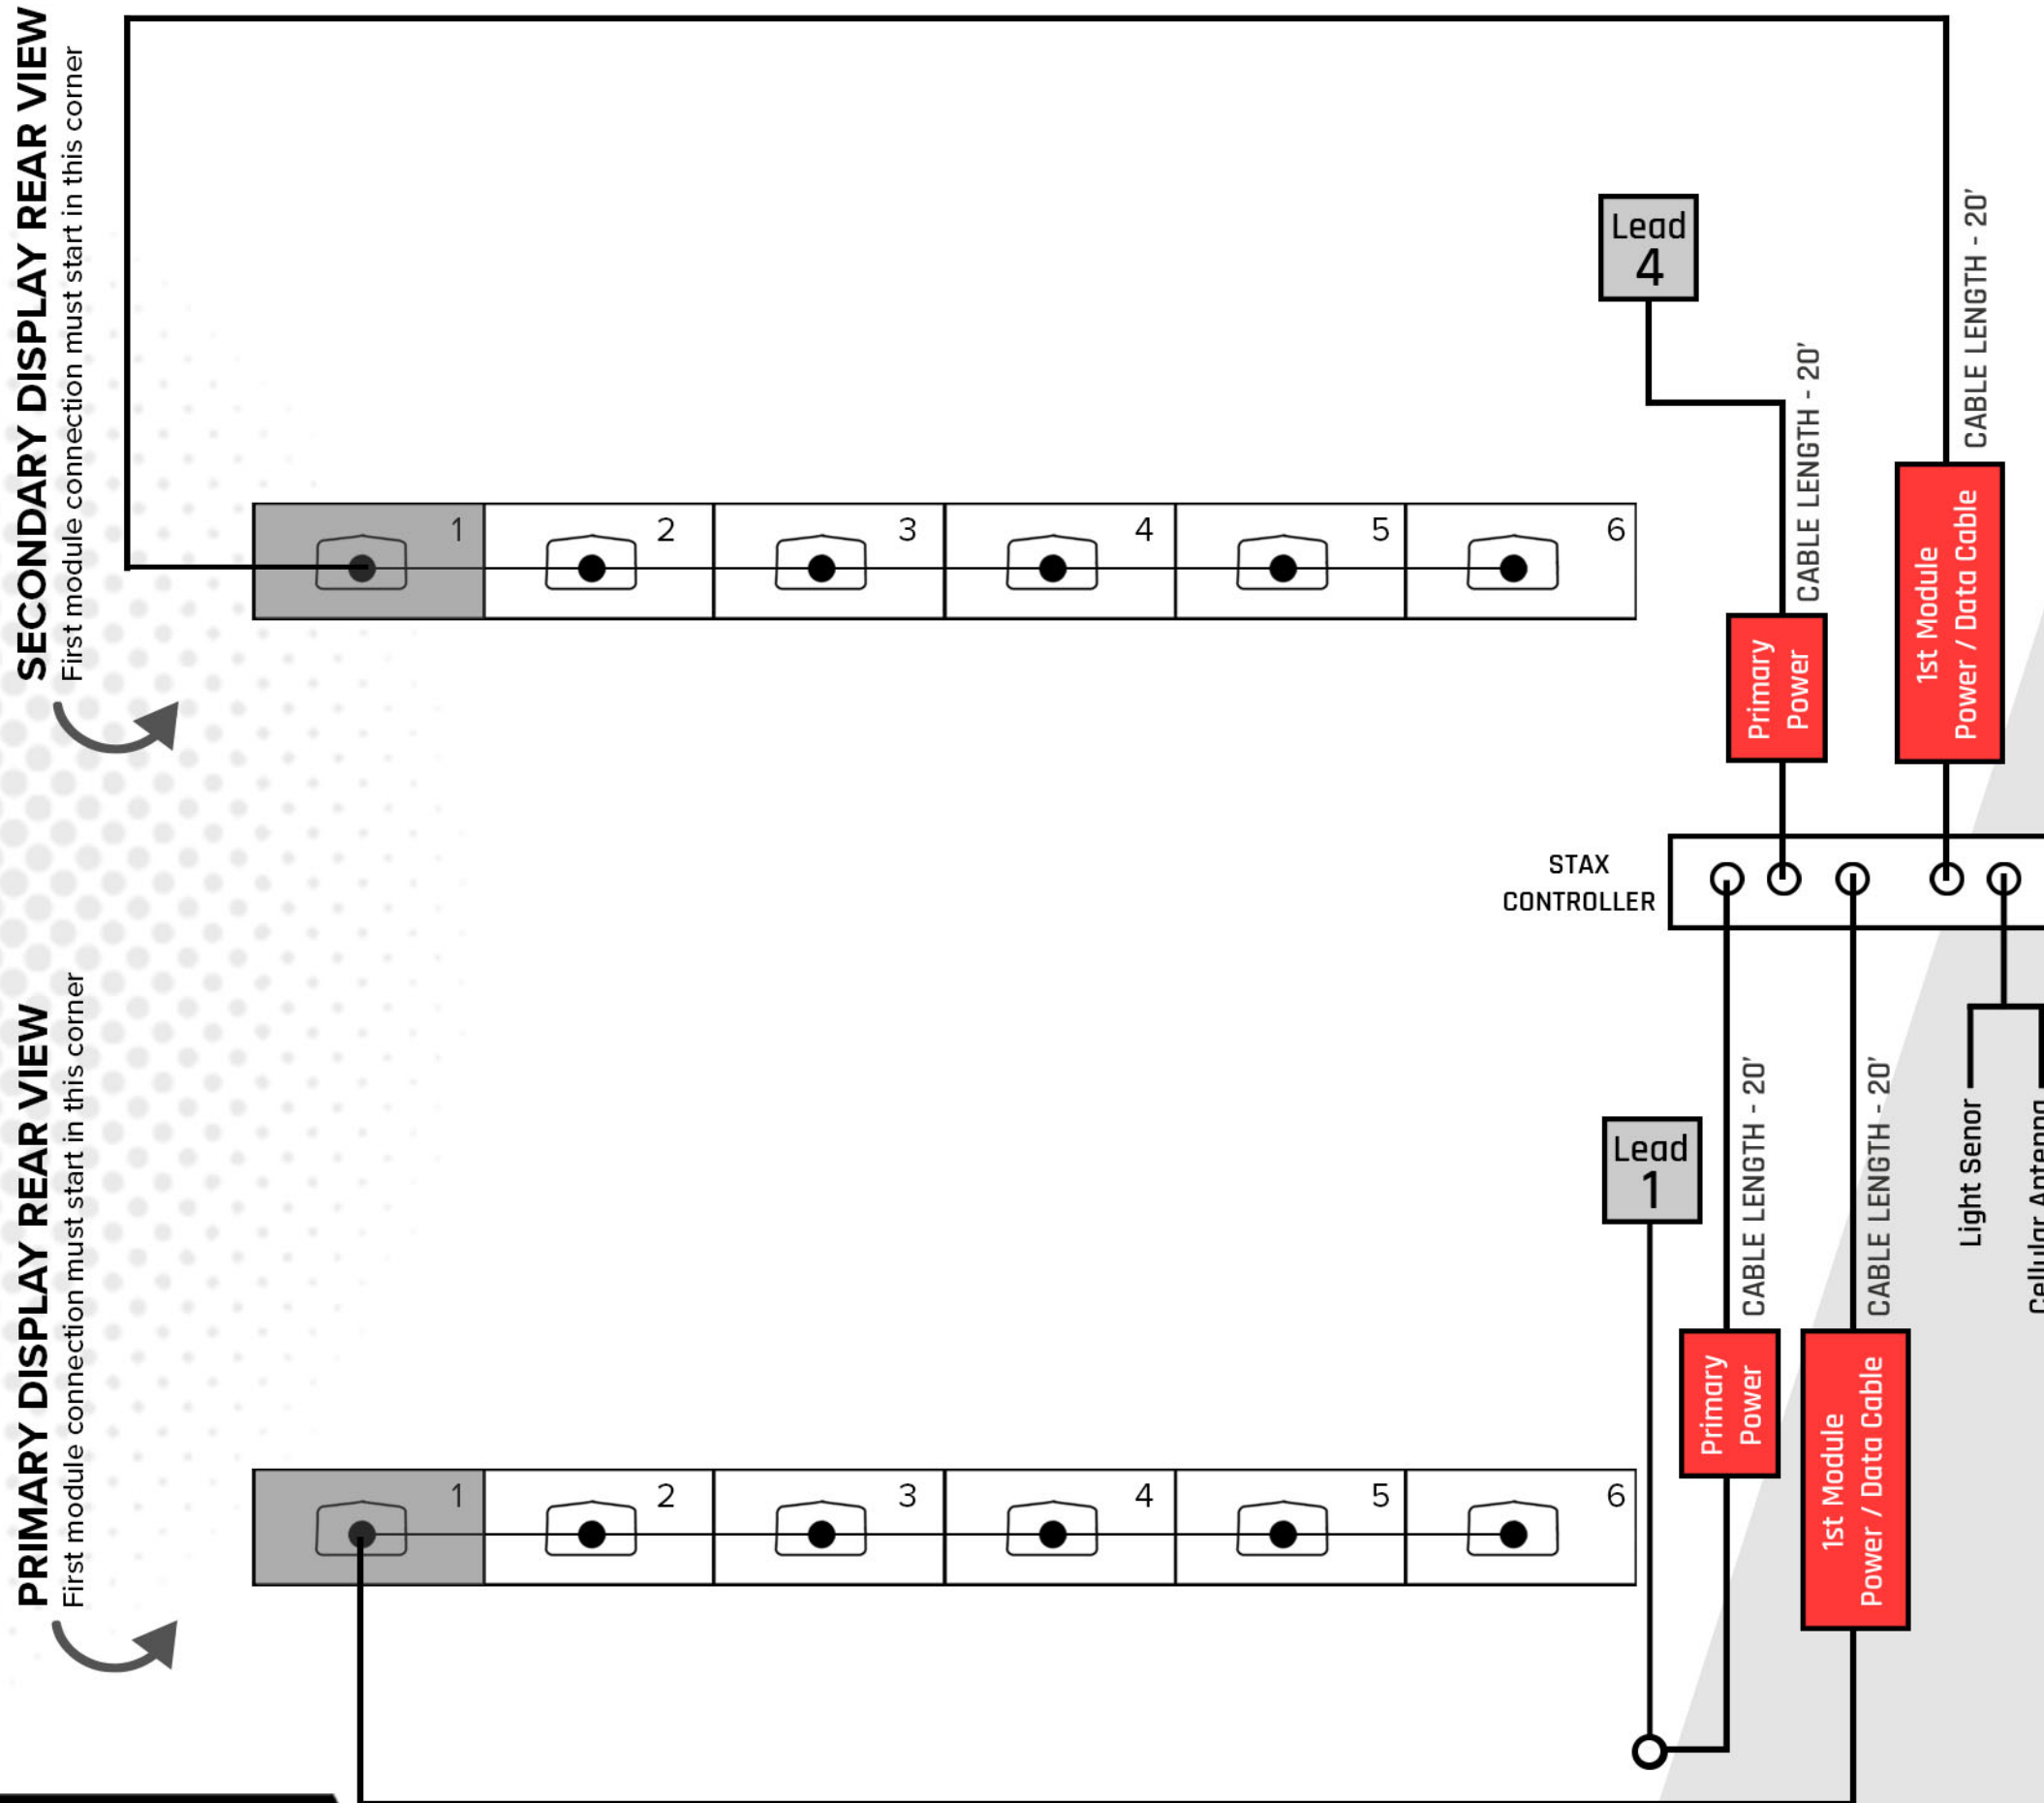 SECONDARY DISPLAY REAR VIEW
First module connection must start in this corner
1
2
3
4
5
6
Lead
4
CABLE LENGTH - 20'
CABLE LENGTH - 20'
Primary
Power
1st Module
Power / Data Cable
STAX
CONTROLLER
PRIMARY DISPLAY REAR VIEW
First module connection must start in this corner
1
2
3
4
5
6
Lead
1
CABLE LENGTH - 20'
CABLE LENGTH - 20'
Primary
Power
1st Module
Power / Data Cable
Light Senor
Cellular Antenna